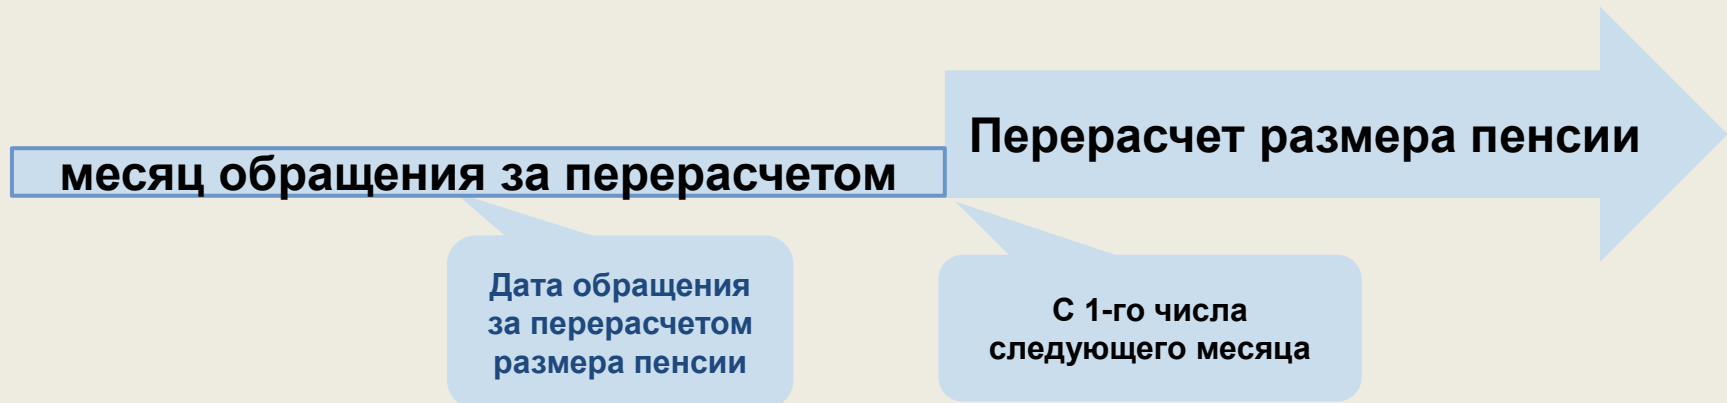 Перерасчет размера пенсии
месяц обращения за перерасчетом
Дата обращения
за перерасчетом
размера пенсии
С 1-го числа
следующего месяца